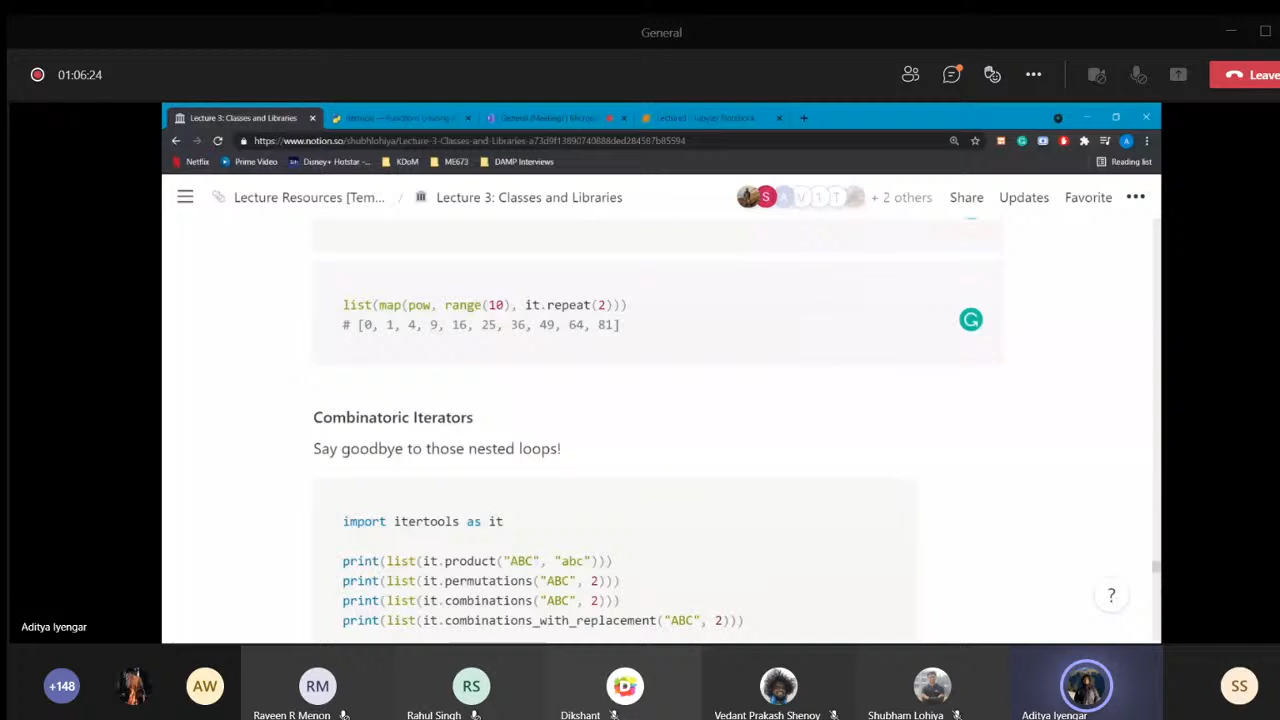 General
01:06:24
Leave
Lecture 3: Classes and Libraries
https://www.notion.so/shubhlohiya/Lecture-3-Classes-and-Libraries-a73d9f13890740888ded284587b85594
Netflix
Prime Video
Disney+ Hotstar -...
KDoM
ME673
DAMP Interviews
Reading list
Lecture Resources [Tem... / Lecture 3: Classes and Libraries
S A V 1 T + 2 others
Share
Updates
Favorite
list(map(pow, range(10), it.repeat(2)))
# [0, 1, 4, 9, 16, 25, 36, 49, 64, 81]
Combinatoric Iterators
Say goodbye to those nested loops!
import itertools as it
print(list(it.product("ABC", "abc")))
print(list(it.permutations("ABC", 2)))
print(list(it.combinations("ABC", 2)))
print(list(it.combinations_with_replacement("ABC", 2)))
?
Aditya Iyengar
+148
AW
RM
RS
D
SS
Raveen R Menon
Rahul Singh
Dikshant
Vedant Prakash Shenoy
Shubham Lohiya
Aditya Iyengar